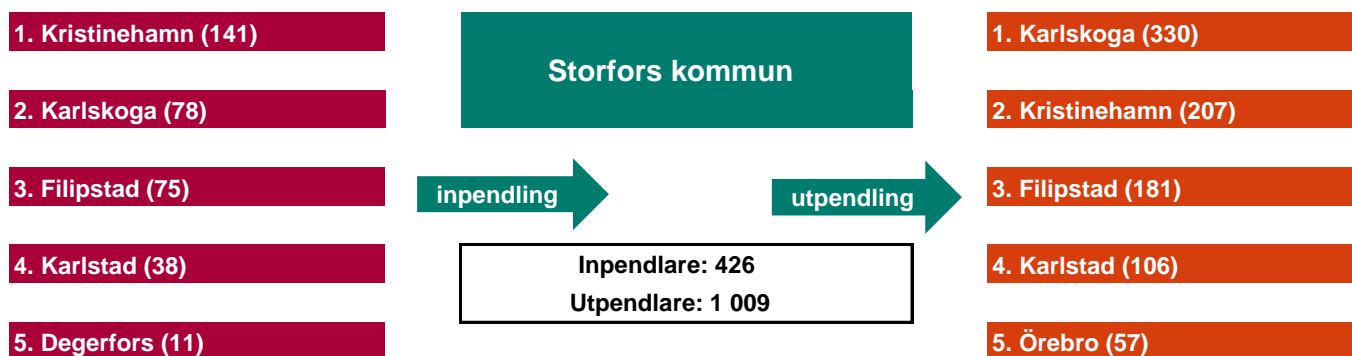 1. Kristinehamn (141)
2. Karlskoga (78)
3. Filipstad (75)
4. Karlstad (38)
5. Degerfors (11)
Storfors kommun
inpendling
utpendling
Inpendlare: 426
Utpendlare: 1 009
1. Karlskoga (330)
2. Kristinehamn (207)
3. Filipstad (181)
4. Karlstad (106)
5. Örebro (57)